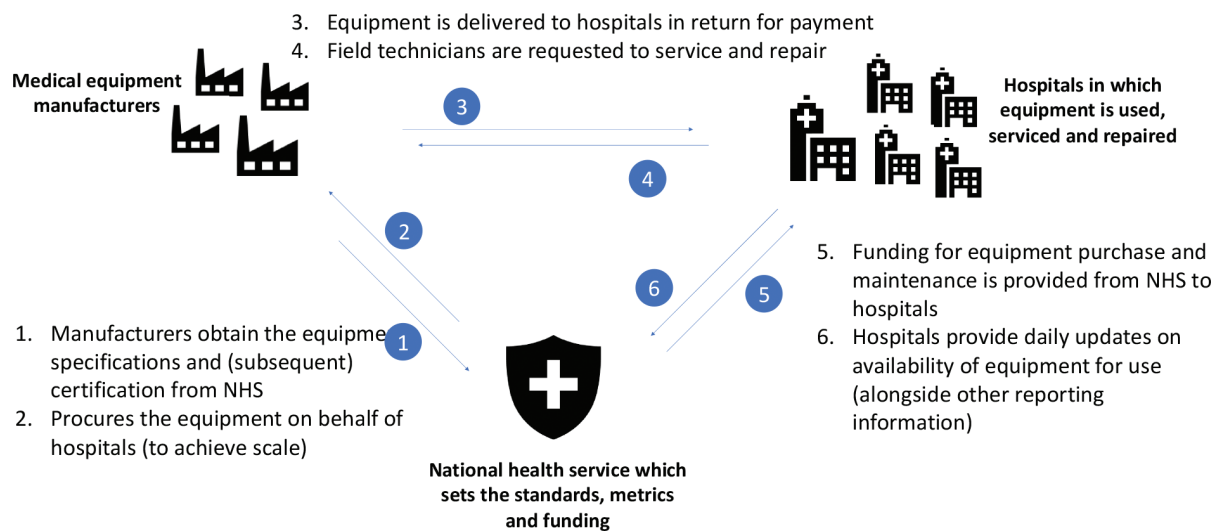 3. Equipment is delivered to hospitals in return for payment
4. Field technicians are requested to service and repair
Medical equipment
manufacturers
Hospitals in which
equipment is used,
serviced and repaired
3
4
2
1
6
5
5. Funding for equipment purchase and
maintenance is provided from NHS to
hospitals
6. Hospitals provide daily updates on
availability of equipment for use
(alongside other reporting
information)
1. Manufacturers obtain the equipme
specifications and (subsequent)
certification from NHS
2. Procures the equipment on behalf of
hospitals (to achieve scale)
National health service which
sets the standards, metrics
and funding